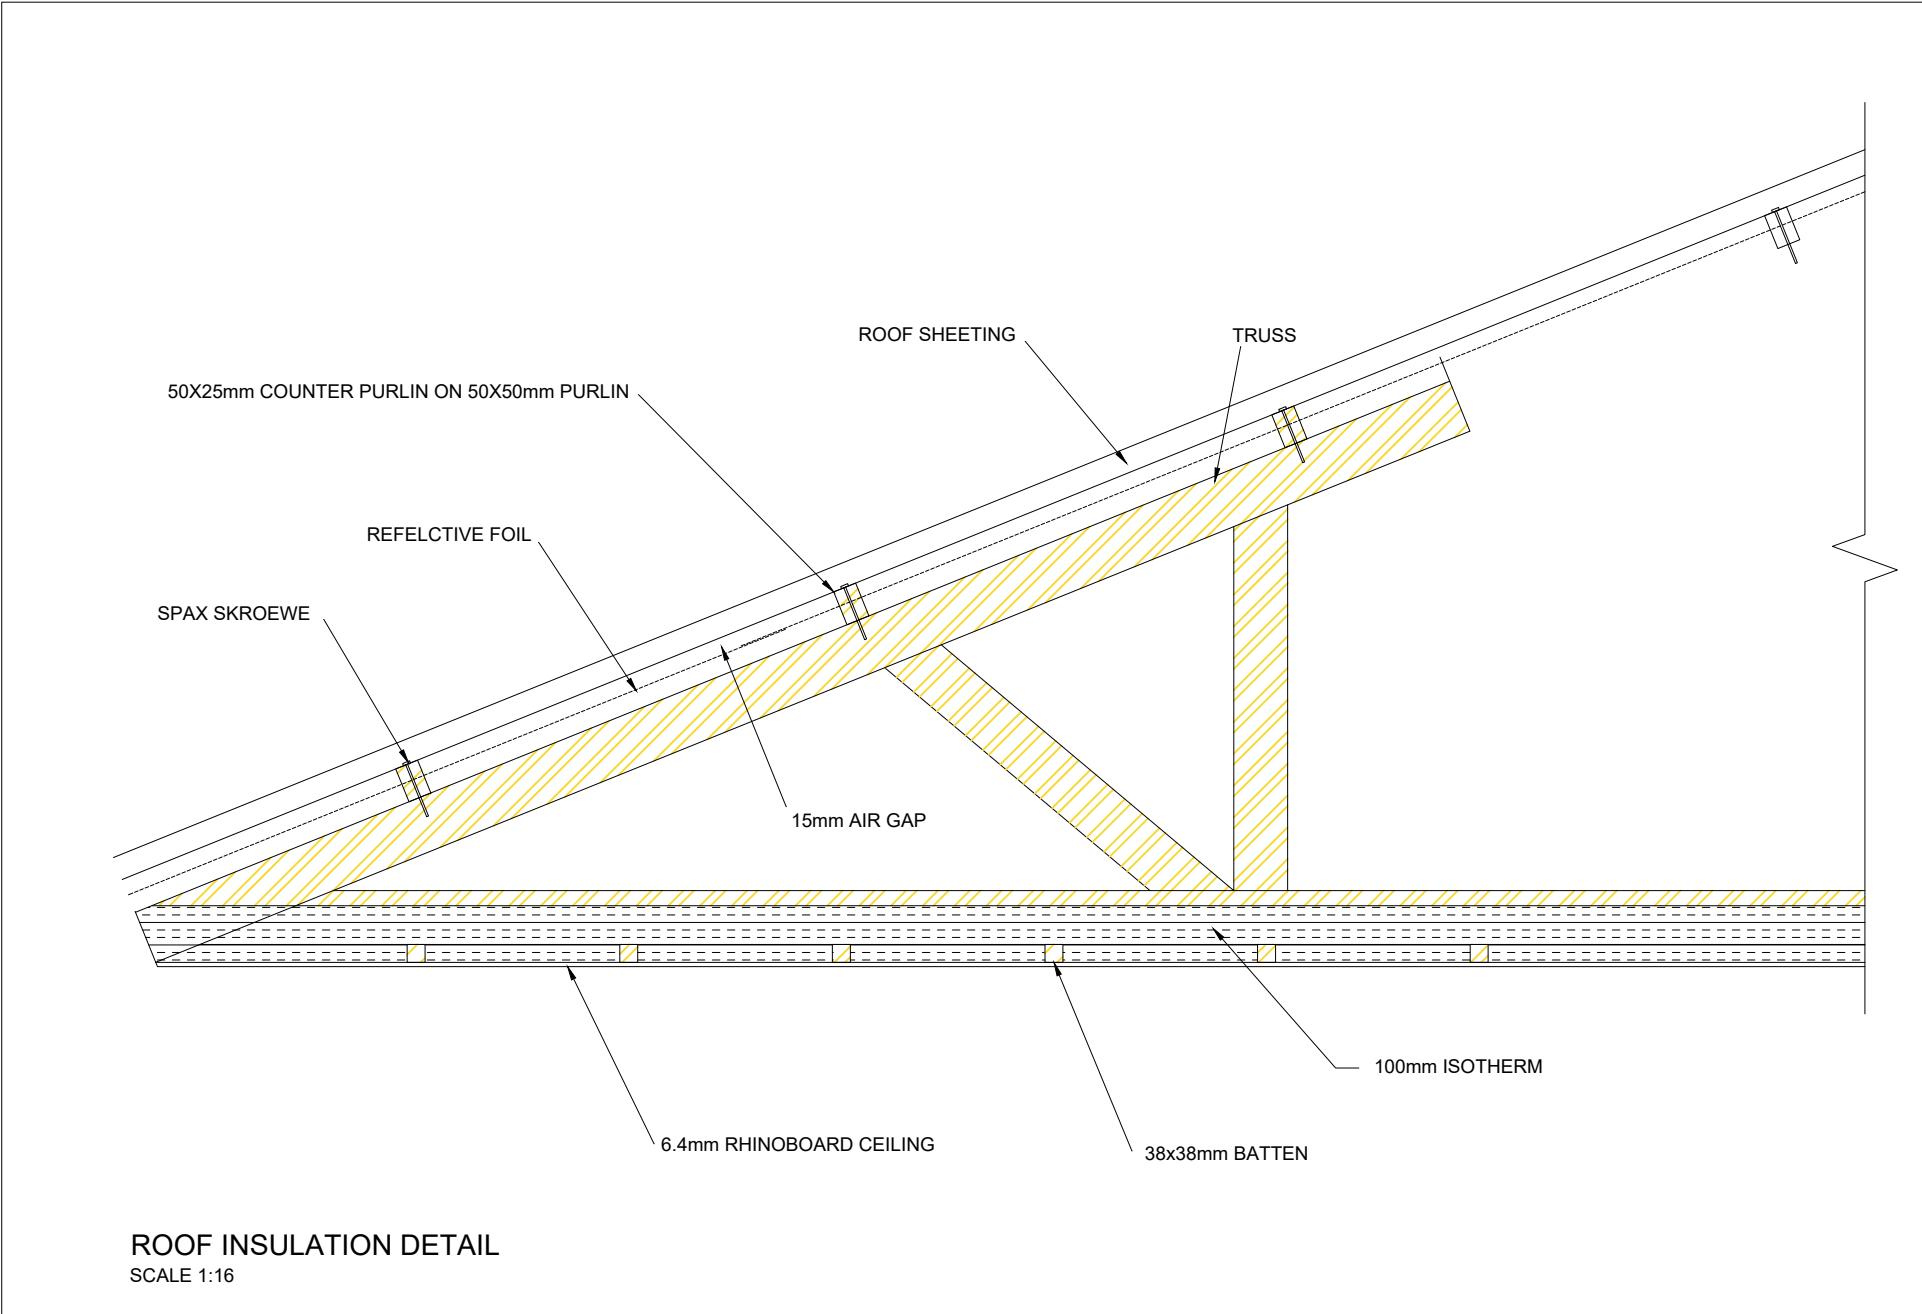 ROOF SHEETING
TRUSS
50X25mm COUNTER PURLIN ON 50X50mm PURLIN
REFELCTIVE FOIL
SPAX SKROEWE
15mm AIR GAP
100mm ISOTHERM
6.4mm RHINOBOARD CEILING
38x38mm BATTEN
ROOF INSULATION DETAIL
SCALE 1:16